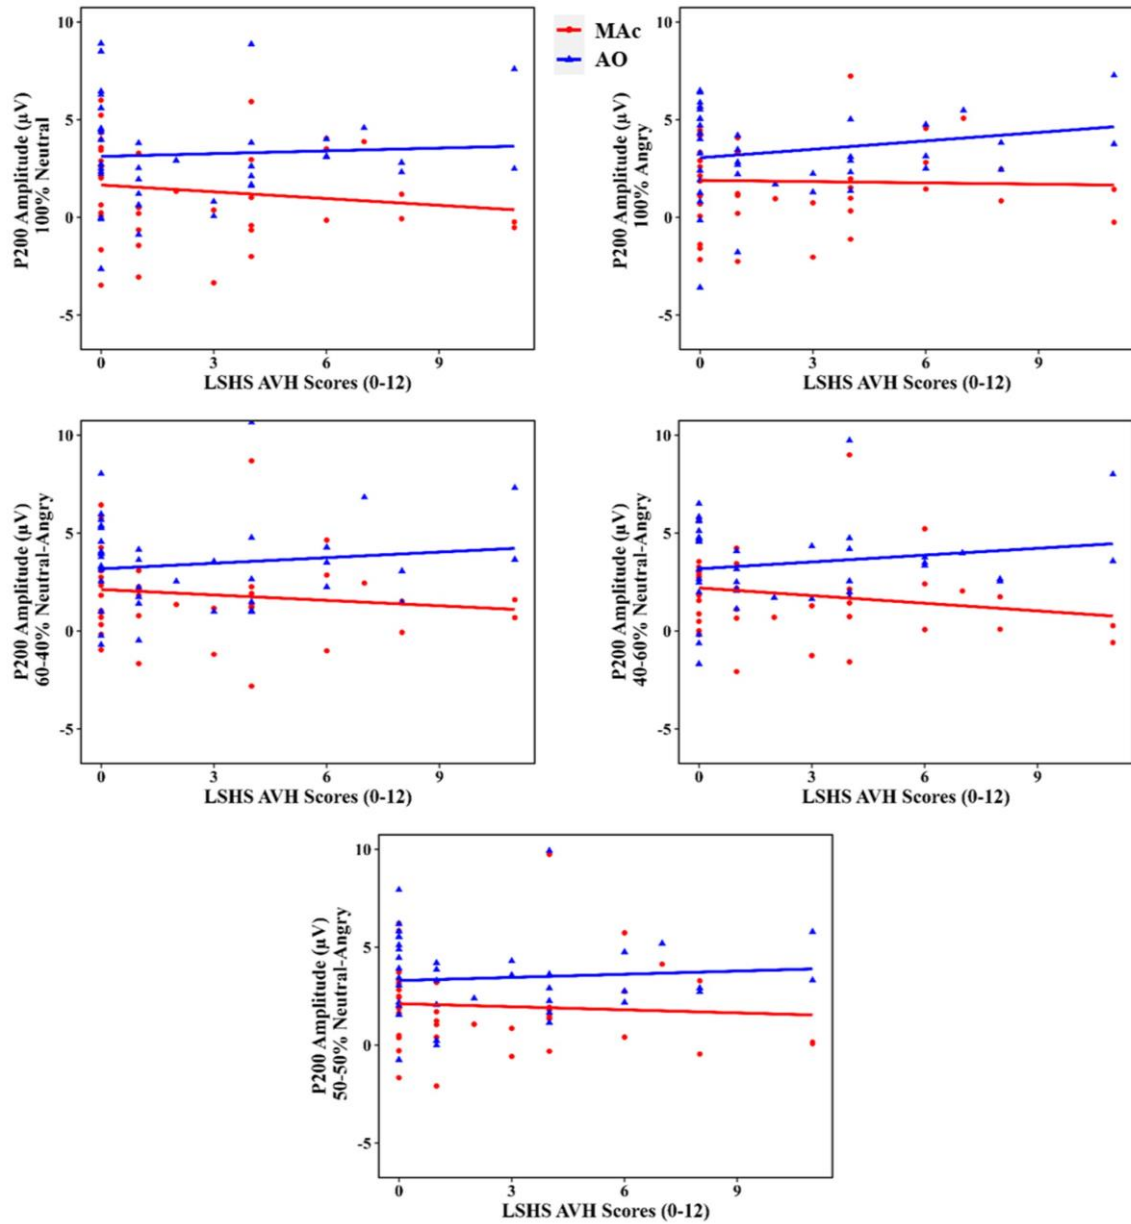 MAc
AO
P200 Amplitude (µV)
100% Neutral
10
5
0
-5
0 3 6 9
LSHS AVH Scores (0-12)
P200 Amplitude (µV)
100% Angry
10
5
0
-5
0 3 6 9
LSHS AVH Scores (0-12)
P200 Amplitude (µV)
60-40% Neutral-Angry
10
5
0
-5
0 3 6 9
LSHS AVH Scores (0-12)
P200 Amplitude (µV)
40-60% Neutral-Angry
10
5
0
-5
0 3 6 9
LSHS AVH Scores (0-12)
P200 Amplitude (µV)
50-50% Neutral-Angry
10
5
0
-5
0 3 6 9
LSHS AVH Scores (0-12)